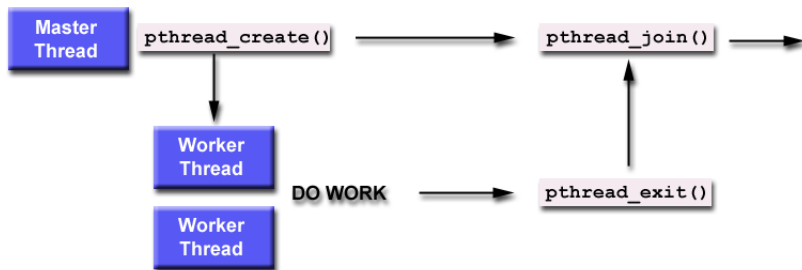 Master
Thread
pthread_create()
pthread_join()
Worker
Thread
DO WORK
pthread_exit()
Worker
Thread